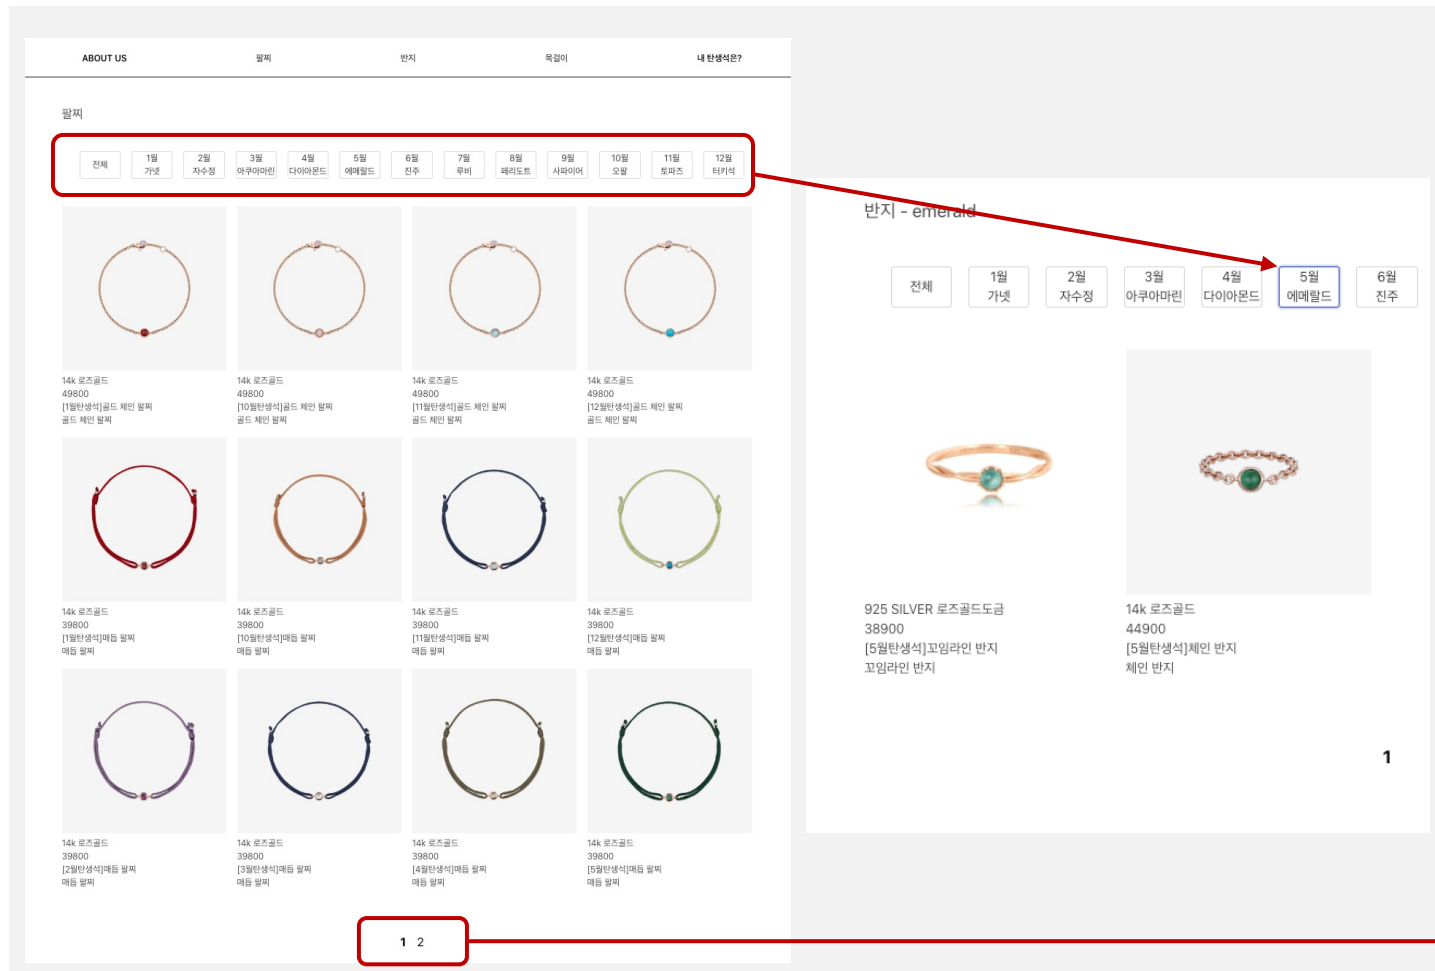 ABOUT US 팔찌 반지 목걸이 내 탄생석은?
팔찌
전체
1월
가넷
2월
자수정
3월
아쿠아마린
4월
다이아몬드
5월
에메랄드
6월
진주
7월
루비
8월
페리도트
9월
사파이어
10월
오팔
11월
토파즈
12월
터키석
14k 로즈골드
49800
[1월탄생석]골드 체인 팔찌
골드 체인 팔찌
14k 로즈골드
49800
[10월탄생석]골드 체인 팔찌
골드 체인 팔찌
14k 로즈골드
49800
[11월탄생석]골드 체인 팔찌
골드 체인 팔찌
14k 로즈골드
49800
[12월탄생석]골드 체인 팔찌
골드 체인 팔찌
14k 로즈골드
39800
[1월탄생석]매듭 팔찌
매듭 팔찌
14k 로즈골드
39800
[10월탄생석]매듭 팔찌
매듭 팔찌
14k 로즈골드
39800
[11월탄생석]매듭 팔찌
매듭 팔찌
14k 로즈골드
39800
[12월탄생석]매듭 팔찌
매듭 팔찌
14k 로즈골드
39800
[2월탄생석]매듭 팔찌
매듭 팔찌
14k 로즈골드
39800
[3월탄생석]매듭 팔찌
매듭 팔찌
14k 로즈골드
39800
[4월탄생석]매듭 팔찌
매듭 팔찌
14k 로즈골드
39800
[5월탄생석]매듭 팔찌
매듭 팔찌
1 2
반지 - emerald
전체
1월
가넷
2월
자수정
3월
아쿠아마린
4월
다이아몬드
5월
에메랄드
6월
진주
925 SILVER 로즈골드도금
38900
[5월탄생석]꼬임라인 반지
꼬임라인 반지
14k 로즈골드
44900
[5월탄생석]체인 반지
체인 반지
1